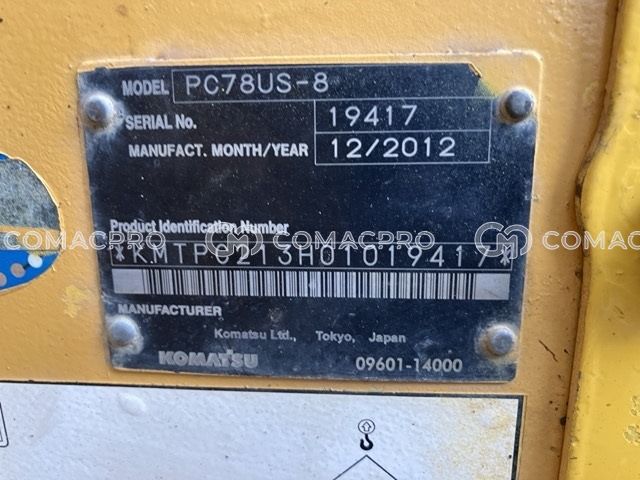 MODEL PC78US-8
SERIAL No. 19417
MANUFACT. MONTH/YEAR 12/2012
Product Identification Number
*KMTPC213H01019417*
COMACPRO COMACPRO COMACPRO
MANUFACTURER
Komatsu Ltd., Tokyo, Japan
KOMATSU 09601-14000